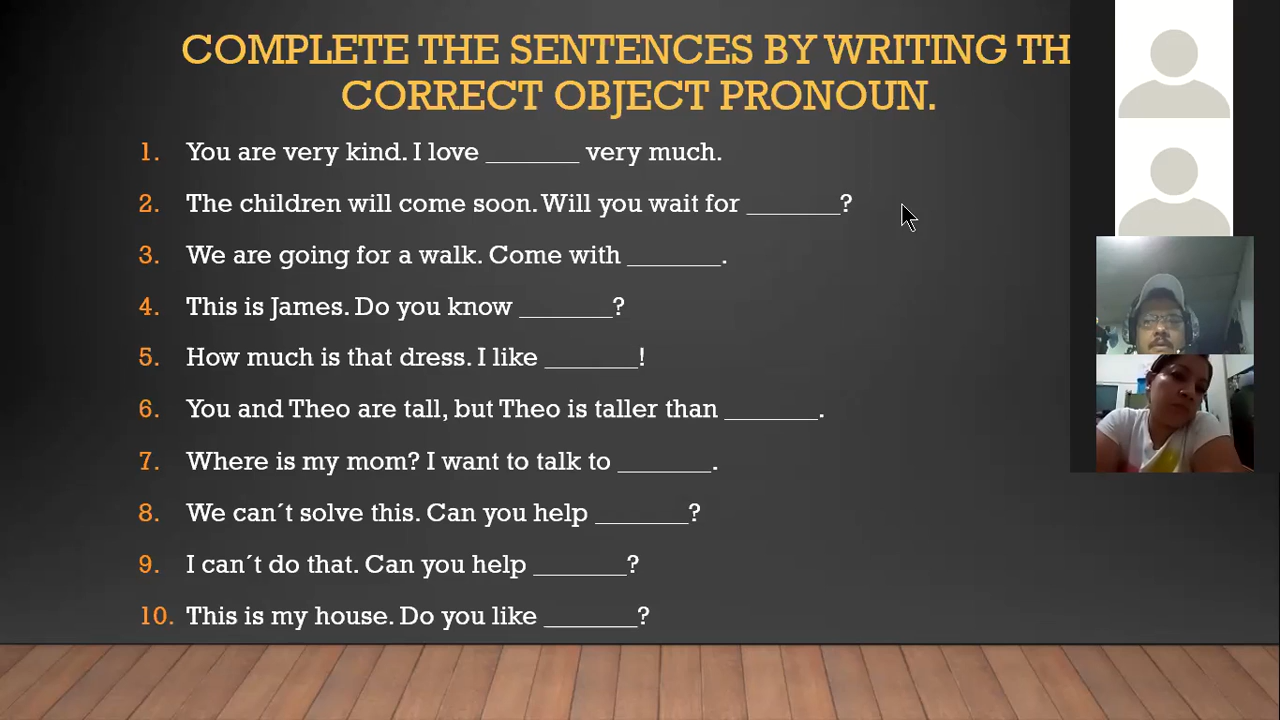 COMPLETE THE SENTENCES BY WRITING TH
CORRECT OBJECT PRONOUN.
1. You are very kind. I love _______ very much.
2. The children will come soon. Will you wait for _______?
3. We are going for a walk. Come with _______.
4. This is James. Do you know _______?
5. How much is that dress. I like _______!
6. You and Theo are tall, but Theo is taller than _______.
7. Where is my mom? I want to talk to _______.
8. We can´t solve this. Can you help _______?
9. I can´t do that. Can you help _______?
10. This is my house. Do you like _______?